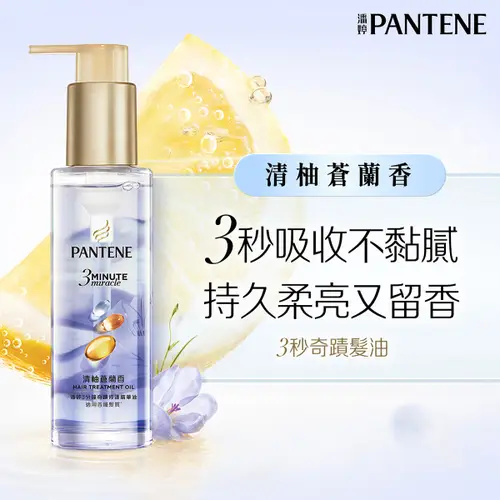 潘婷 PANTENE
清柚蒼蘭香
3秒吸收不黏膩
持久柔亮又留香
3秒奇蹟髮油
PANTENE
3 MINUTE
miracle
清柚蒼蘭香
HAIR TREATMENT OIL